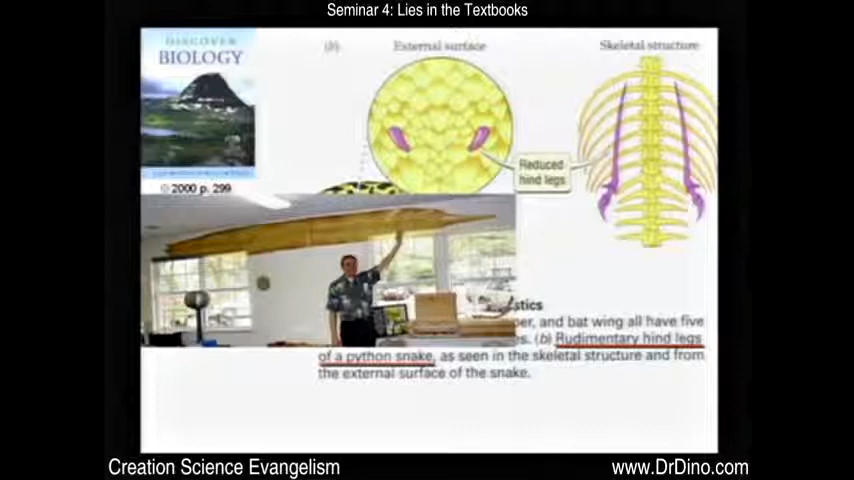 Seminar 4: Lies in the Textbooks
DISCOVER
BIOLOGY
© 2000 p. 299
(b)
External surface
Skeletal structure
Reduced
hind legs
stics
per, and bat wing all have five
es. (b) Rudimentary hind legs
of a python snake, as seen in the skeletal structure and from
the external surface of the snake.
Creation Science Evangelism
www.DrDino.com